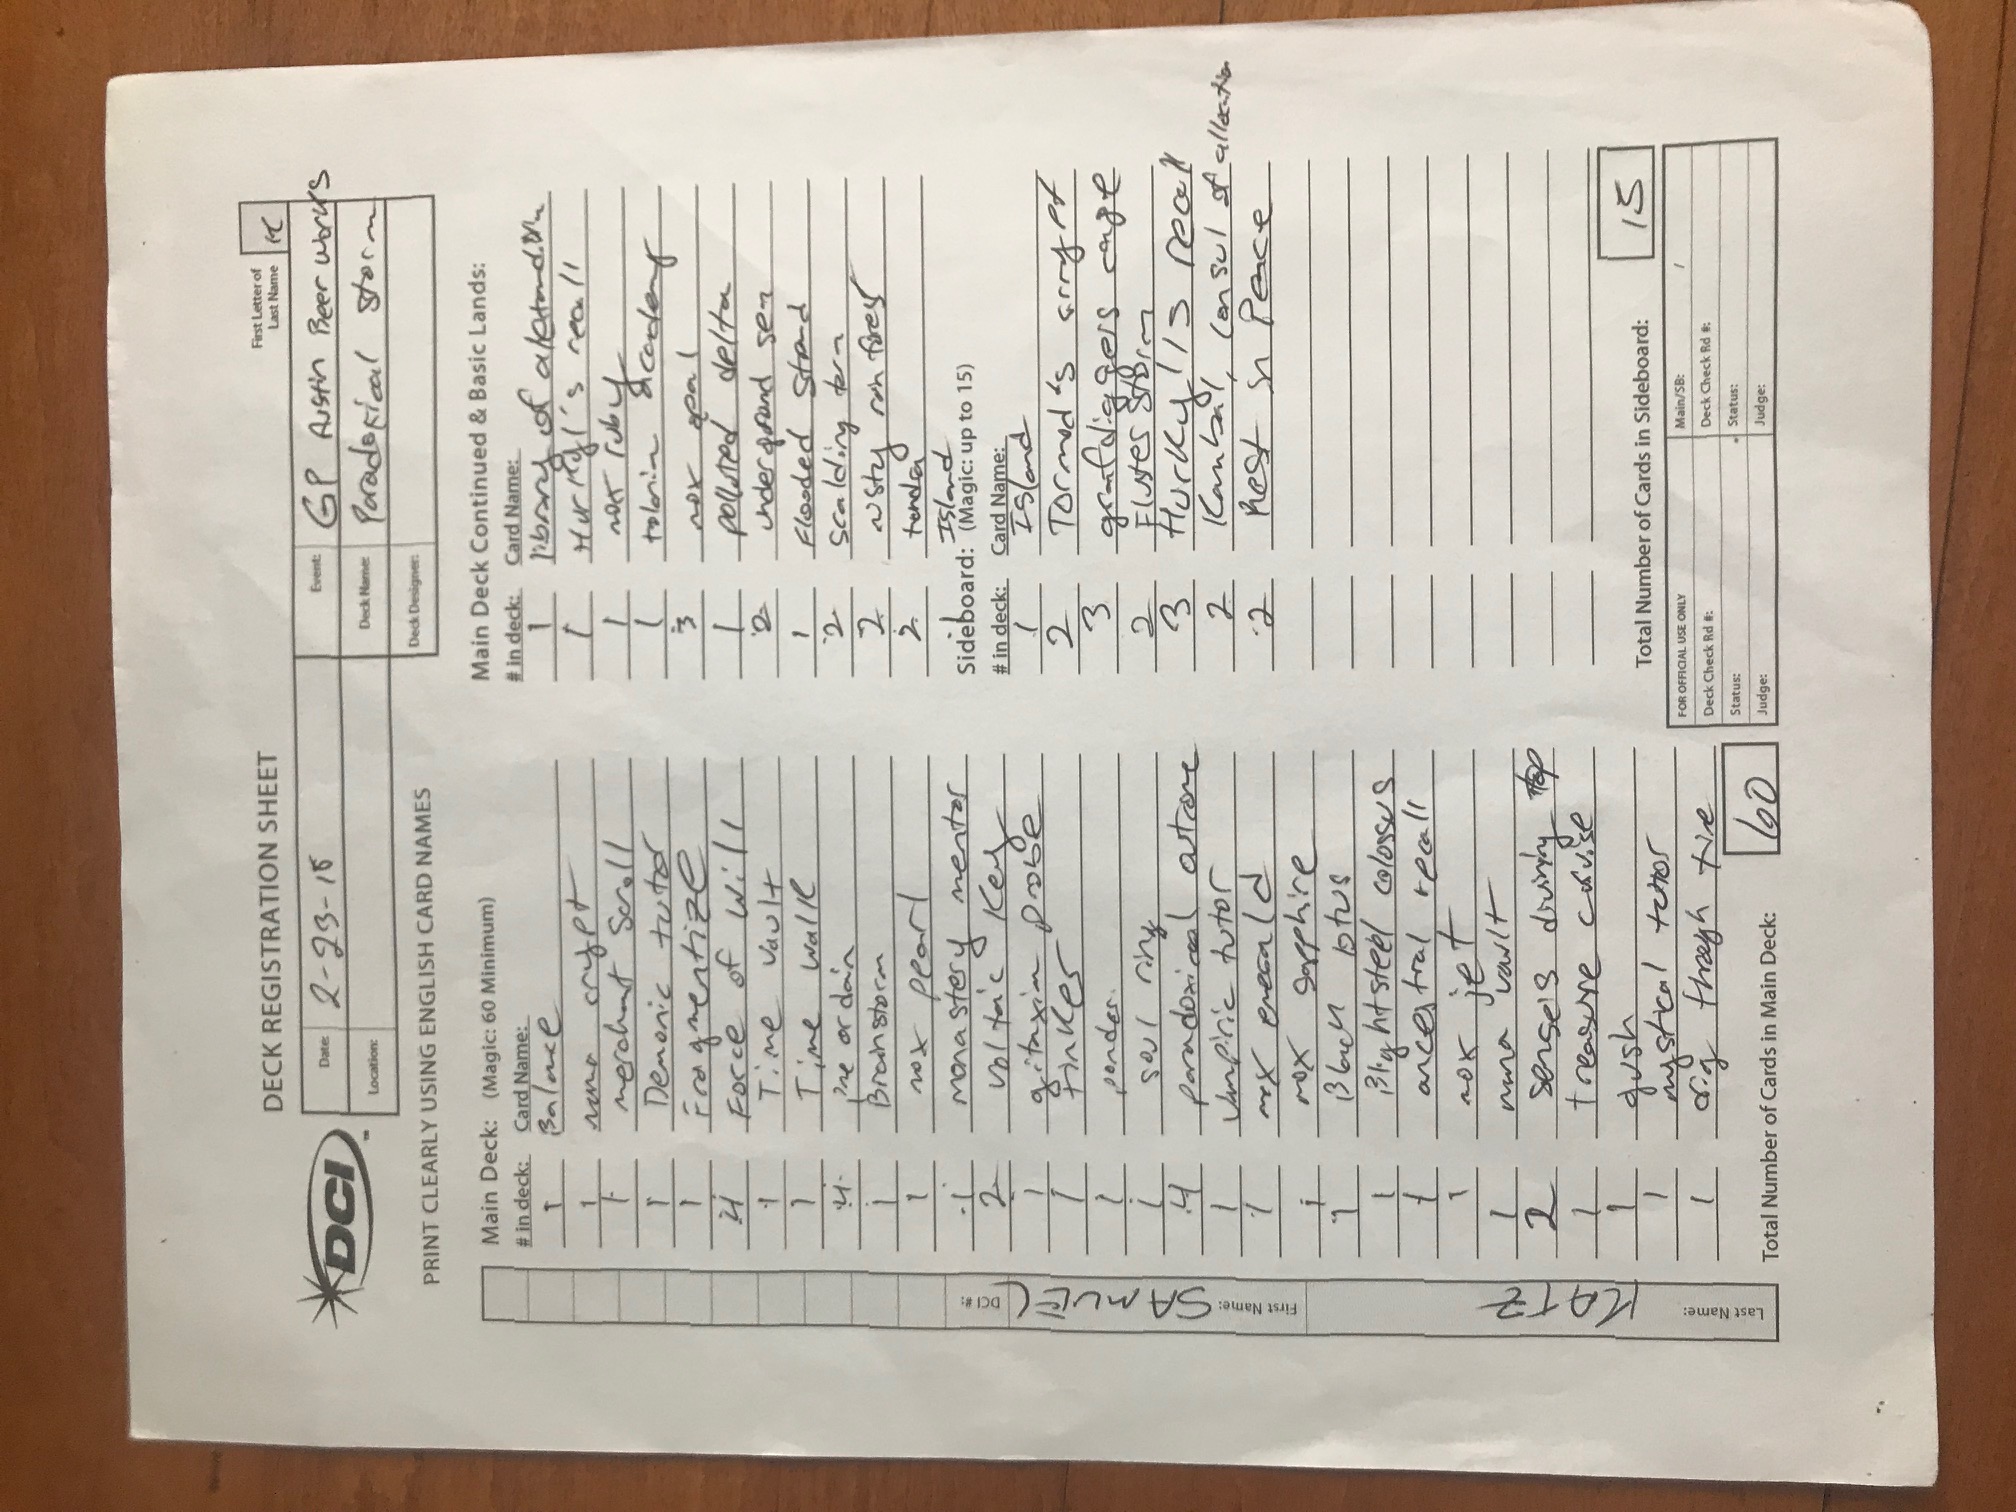 DECK REGISTRATION SHEET
First Letter of
Last Name K
DCI
Date: 2-23-18
Event: GP Austin Beer works
Location:
Deck Name: Paradoxical Storm
Deck Designer:
PRINT CLEARLY USING ENGLISH CARD NAMES
DCI #:
First Name: SAMUEL
Last Name: KATZ
Main Deck: (Magic: 60 Minimum)
# in deck: Card Name:
1 Balance
1 mana crypt
1 merchant Scroll
1 Demonic tutor
1 Fragmentize
4 Force of Will
1 Time Vault
1 Time walk
4 pre ordain
1 Brainstorm
1 mox pearl
1 monastery mentor
2 voltaic Key
1 gitaxian probe
1 tinker
1 ponder
1 soul ring
4 paradoxical outcome
1 Vampiric tutor
1 mox emerald
1 mox sapphire
1 Black lotus
1 Blightsteel colossus
1 ancestral recall
1 mox jet
1 mana vault
2 senseis divining top
1 treasure cruise
1 gush
1 mystical tutor
1 through
Total Number of Cards in Main Deck: 60
Main Deck Continued & Basic Lands:
# in deck: Card Name:
1 library of alexandria
1 Hurkyl's recall
1 mox ruby
1 tolaria academy
3 mox opal
1 polluted delta
2 underground sea
1 Flooded Strand
2 scalding tarn
2 misty rain forest
2 tundra
Island
Sideboard: (Magic: up to 15)
# in deck: Card Name:
1 Island
2 Tormod's crypt
3 grafdiggers cage
2 Flusterstorm
3 Hurkyl's recall
2 Kambal, consul of allocation
2 Rest in Peace
Total Number of Cards in Sideboard: 15
FOR OFFICIAL USE ONLY Main/SB: /
Deck Check Rd #: Deck Check Rd #:
Status: Status:
Judge: Judge: